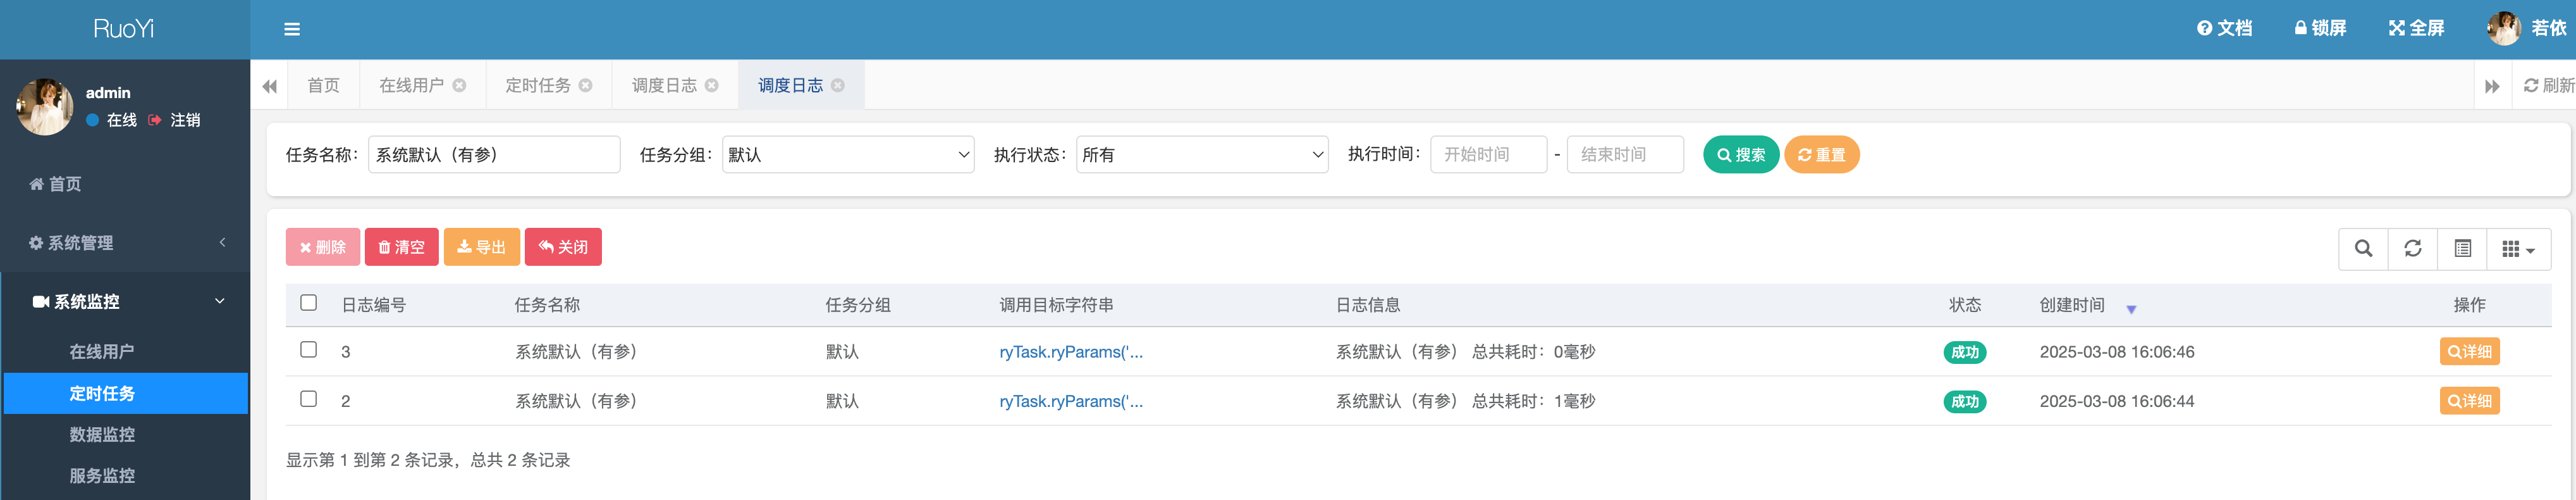 RuoYi
文档 锁屏 全屏 若依
admin
在线 注销
首页 在线用户 定时任务 调度日志 调度日志 刷新
任务名称： 系统默认（有参） 任务分组： 默认 执行状态： 所有 执行时间： 开始时间 - 结束时间 搜索 重置
首页
系统管理
系统监控
在线用户
定时任务
数据监控
服务监控
删除 清空 导出 关闭
日志编号 任务名称 任务分组 调用目标字符串 日志信息 状态 创建时间 操作
3 系统默认（有参） 默认 ryTask.ryParams('... 系统默认（有参） 总共耗时：0毫秒 成功 2025-03-08 16:06:46 详细
2 系统默认（有参） 默认 ryTask.ryParams('... 系统默认（有参） 总共耗时：1毫秒 成功 2025-03-08 16:06:44 详细
显示第 1 到第 2 条记录，总共 2 条记录